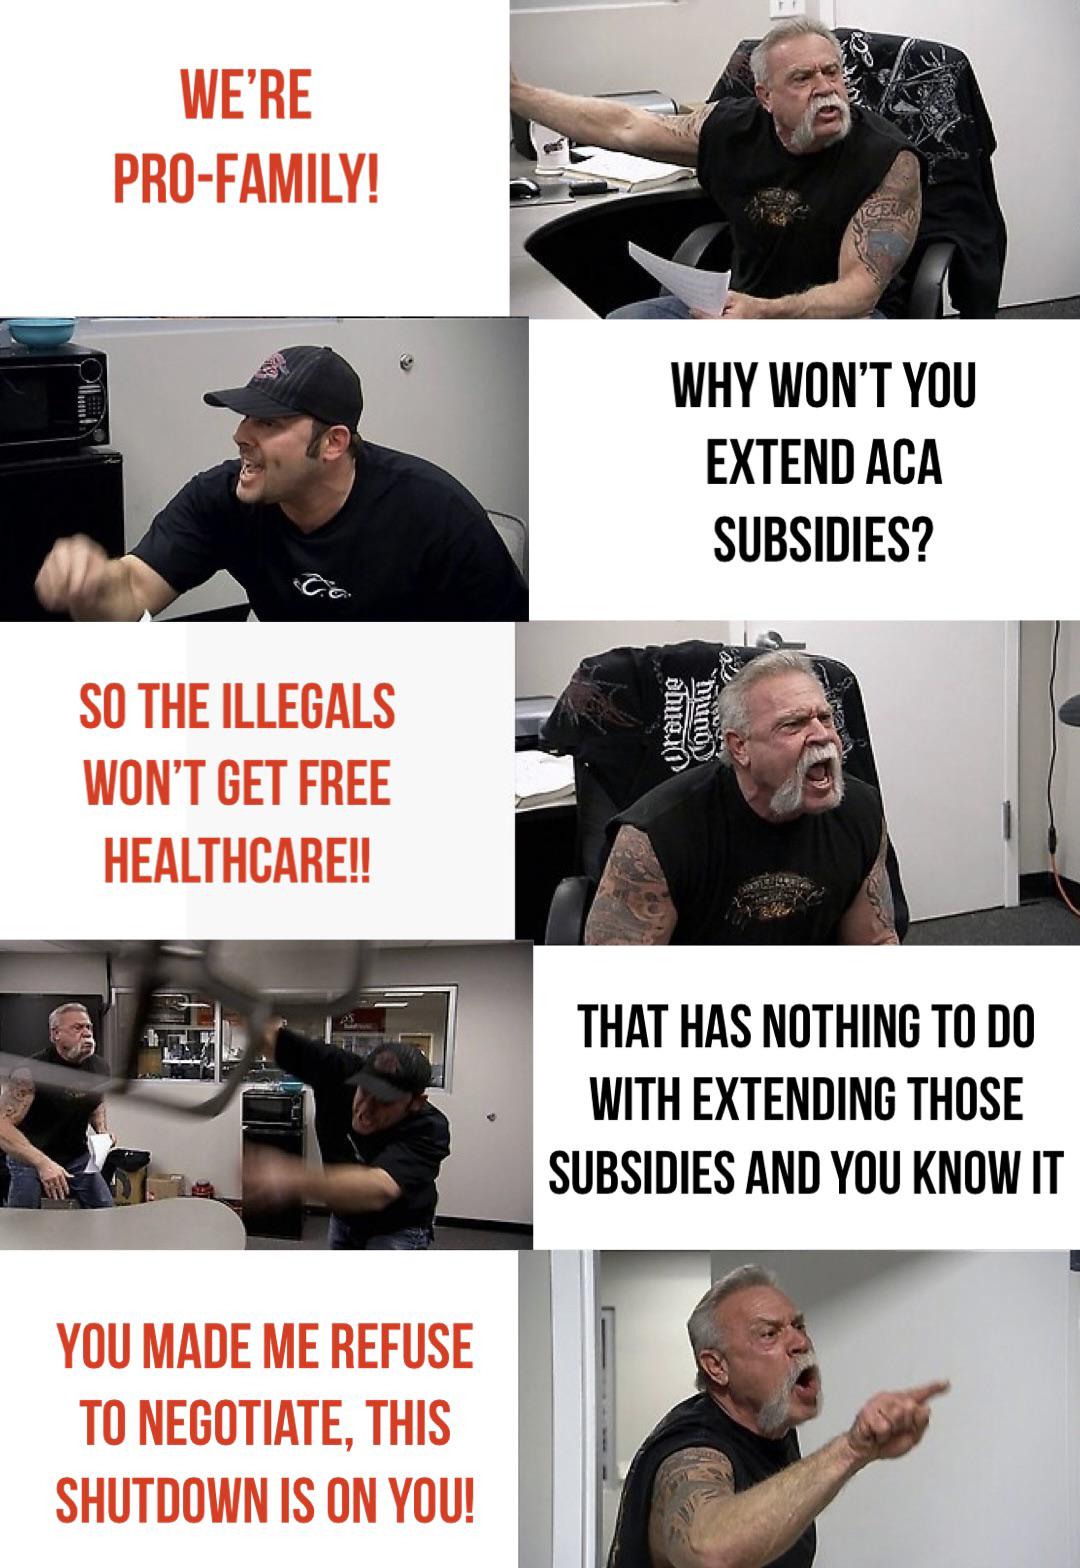 WE'RE
PRO-FAMILY!
WHY WON'T YOU
EXTEND ACA
SUBSIDIES?
Orange
County
SO THE ILLEGALS
WON'T GET FREE
HEALTHCARE!!
THAT HAS NOTHING TO DO
WITH EXTENDING THOSE
SUBSIDIES AND YOU KNOW IT
YOU MADE ME REFUSE
TO NEGOTIATE, THIS
SHUTDOWN IS ON YOU!